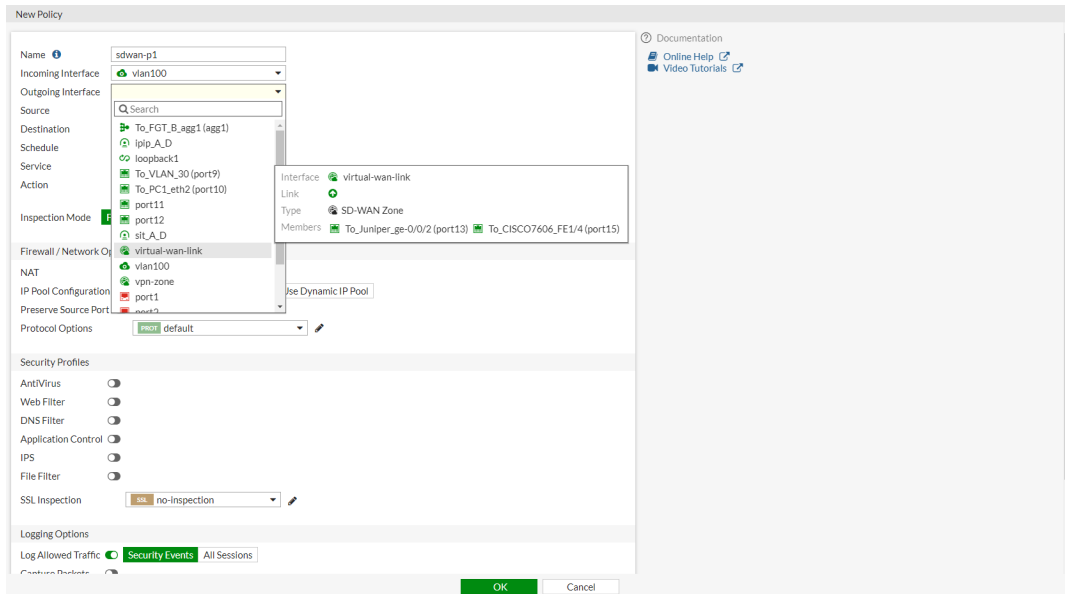 New Policy
Documentation
Online Help
Video Tutorials
Name sdwan-p1
Incoming Interface vlan100
Outgoing Interface
Source
Destination
Schedule
Service
Action
Inspection Mode
Search
To_FGT_B_agg1 (agg1)
ipip_A_D
loopback1
To_VLAN_30 (port9)
To_PC1_eth2 (port10)
port11
port12
sit_A_D
virtual-wan-link
vlan100
vpn-zone
port1
port2
Interface virtual-wan-link
Link
Type SD-WAN Zone
Members To_Juniper_ge-0/0/2 (port13) To_CISCO7606_FE1/4 (port15)
Firewall / Network Op
NAT
IP Pool Configuration Use Dynamic IP Pool
Preserve Source Port
Protocol Options PROT default
Security Profiles
AntiVirus
Web Filter
DNS Filter
Application Control
IPS
File Filter
SSL Inspection SSL no-inspection
Logging Options
Log Allowed Traffic Security Events All Sessions
Capture Packets
OK Cancel